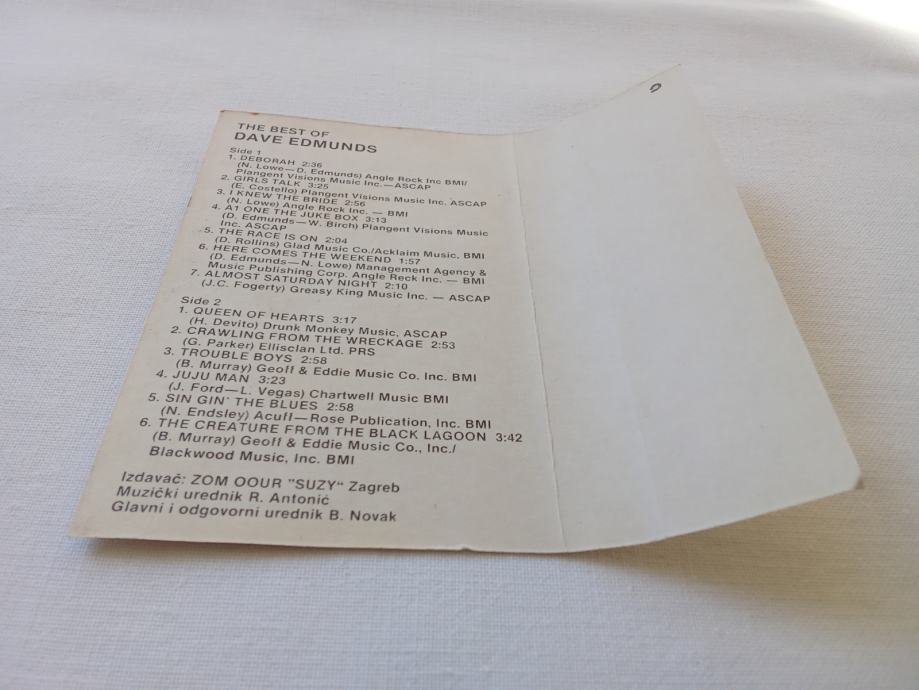 THE BEST OF
DAVE EDMUNDS
Side 1
1. DEBORAH 2:36
(N. Lowe—D. Edmunds) Angle Rock Inc BMI/
Plangent Visions Music Inc.—ASCAP
2. GIRLS TALK 3:25
(E. Costello) Plangent Visions Music Inc. ASCAP
3. I KNEW THE BRIDE 2:56
(N. Lowe) Angle Rock Inc. — BMI
4. A1 ONE THE JUKE BOX 3:13
(D. Edmunds—W. Birch) Plangent Visions Music
Inc. ASCAP
5. THE RACE IS ON 2:04
(D. Rollins) Glad Music Co./Acklaim Music, BMI
6. HERE COMES THE WEEKEND 1:57
(D. Edmunds—N. Lowe) Management Agency &
Music Publishing Corp. Angle Reck Inc. — BMI
7. ALMOST SATURDAY NIGHT 2:10
(J.C. Fogerty) Greasy King Music Inc. — ASCAP
Side 2
1. QUEEN OF HEARTS 3:17
(H. Devito) Drunk Monkey Music, ASCAP
2. CRAWLING FROM THE WRECKAGE 2:53
(G. Parker) Ellisclan Ltd. PRS
3. TROUBLE BOYS 2:58
(B. Murray) Geoff & Eddie Music Co. Inc. BMI
4. JUJU MAN 3:23
(J. Ford—L. Vegas) Chartwell Music BMI
5. SIN GIN' THE BLUES 2:58
(N. Endsley) Acuff—Rose Publication, Inc. BMI
6. THE CREATURE FROM THE BLACK LAGOON 3:42
(B. Murray) Geoff & Eddie Music Co., Inc./
Blackwood Music, Inc. BMI
Izdavač: ZOM OOUR "SUZY“ Zagreb
Muzički urednik R. Antonić
Glavni i odgovorni urednik B. Novak